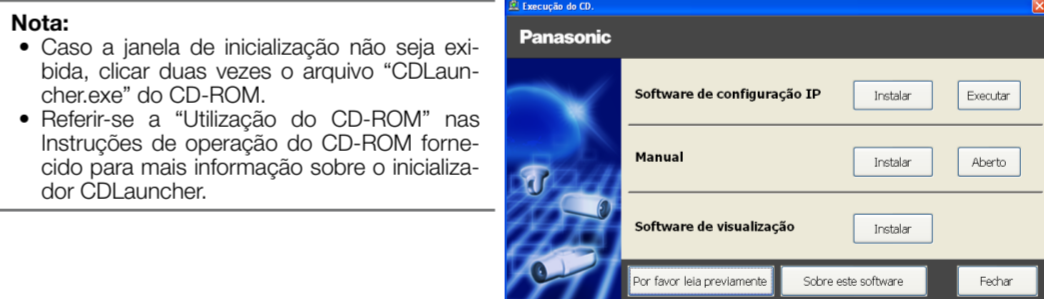 Nota:
• Caso a janela de inicialização não seja exi-
bida, clicar duas vezes o arquivo “CDLaun-
cher.exe” do CD-ROM.
• Referir-se a “Utilização do CD-ROM” nas
Instruções de operação do CD-ROM forne-
cido para mais informação sobre o inicializa-
dor CDLauncher.
Execução do CD.
Panasonic
Software de configuração IP Instalar Executar
Manual Instalar Aberto
Software de visualização Instalar
Por favor leia previamente Sobre este software Fechar